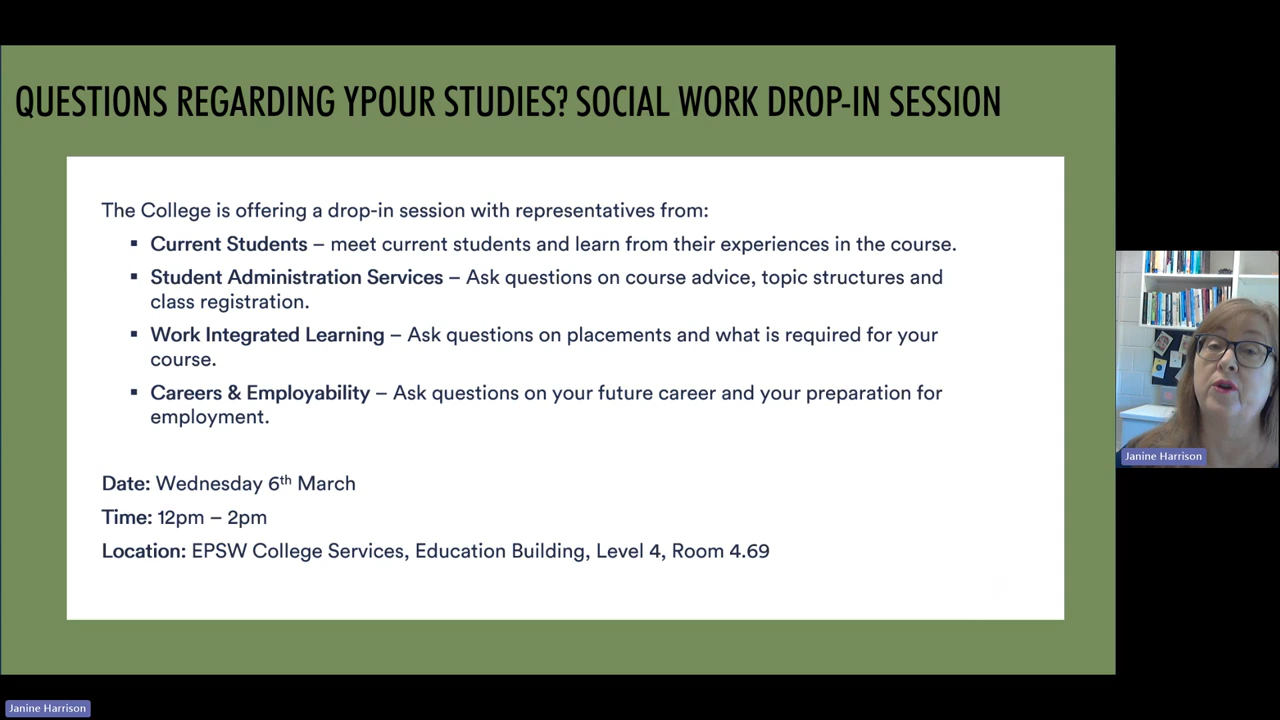 QUESTIONS REGARDING YPOUR STUDIES? SOCIAL WORK DROP-IN SESSION
The College is offering a drop-in session with representatives from:
▪ Current Students – meet current students and learn from their experiences in the course.
▪ Student Administration Services – Ask questions on course advice, topic structures and
class registration.
▪ Work Integrated Learning – Ask questions on placements and what is required for your
course.
▪ Careers & Employability – Ask questions on your future career and your preparation for
employment.
Date: Wednesday 6th March
Time: 12pm – 2pm
Location: EPSW College Services, Education Building, Level 4, Room 4.69
Janine Harrison
Janine Harrison